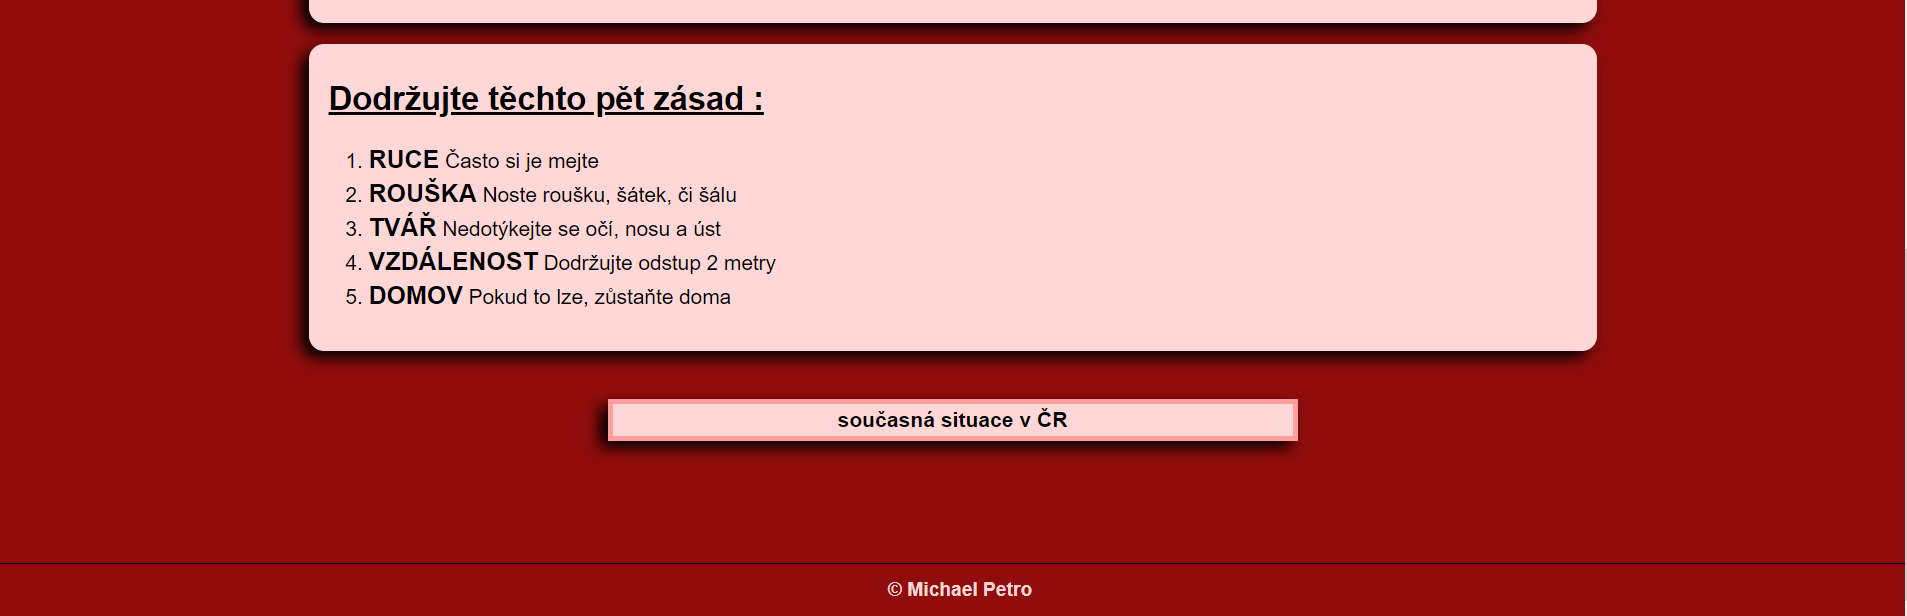 Dodržujte těchto pět zásad :
1. RUCE Často si je mejte
2. ROUŠKA Noste roušku, šátek, či šálu
3. TVÁŘ Nedotýkejte se očí, nosu a úst
4. VZDÁLENOST Dodržujte odstup 2 metry
5. DOMOV Pokud to lze, zůstaňte doma
současná situace v ČR
© Michael Petro